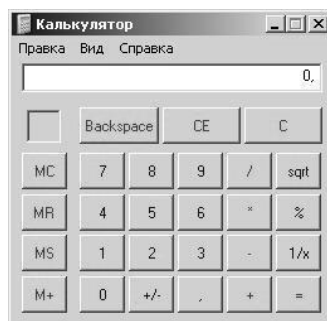 Калькулятор
Правка Вид Справка
0,
Backspace CE C
MC 7 8 9 / sqrt
MR 4 5 6 * %
MS 1 2 3 - 1/x
M+ 0 +/- , + =